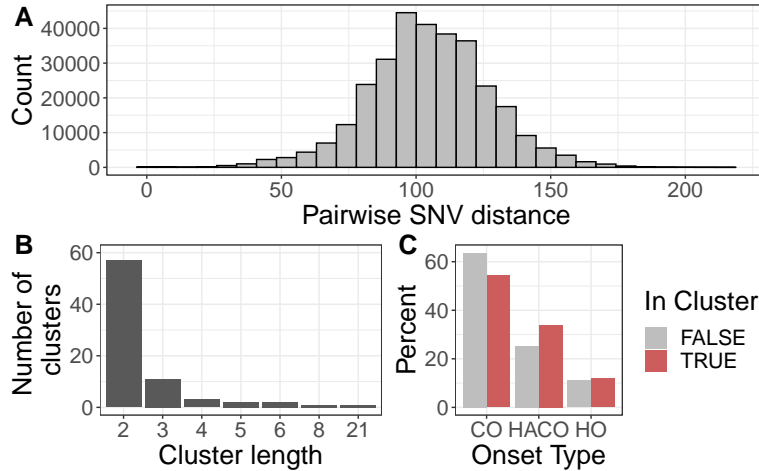 A
40000
30000
20000
10000
0
Count
0 50 100 150 200
Pairwise SNV distance
B
60
40
20
0
Number of
clusters
2 3 4 5 6 8 21
Cluster length
C
60
40
20
0
Percent
CO HACO HO
Onset Type
In Cluster
FALSE
TRUE